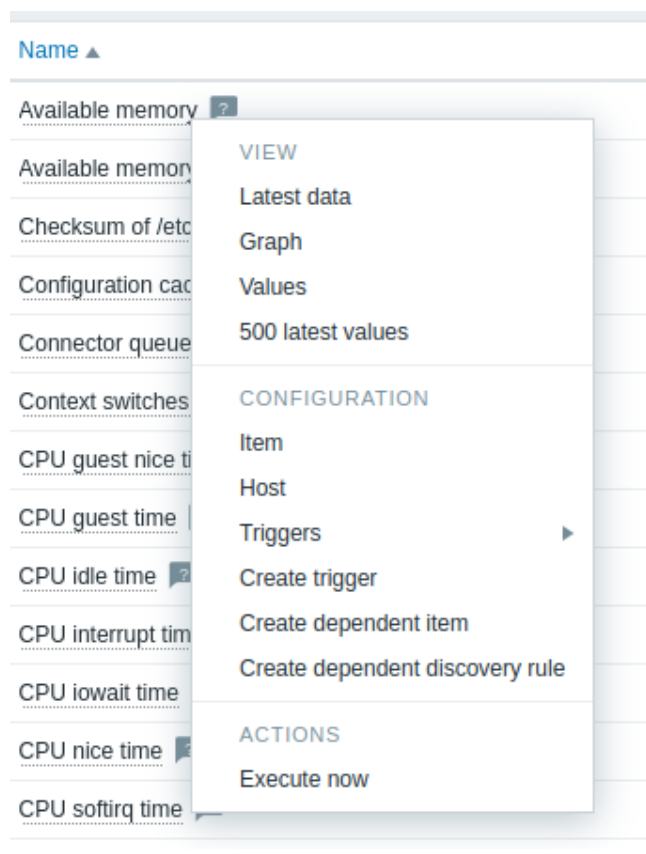 Name
Available memory ?
Available memory
Checksum of /etc
Configuration cac
Connector queue
Context switches
CPU guest nice ti
CPU guest time
CPU idle time ?
CPU interrupt tim
CPU iowait time
CPU nice time ?
CPU softirq time
VIEW
Latest data
Graph
Values
500 latest values
CONFIGURATION
Item
Host
Triggers
Create trigger
Create dependent item
Create dependent discovery rule
ACTIONS
Execute now